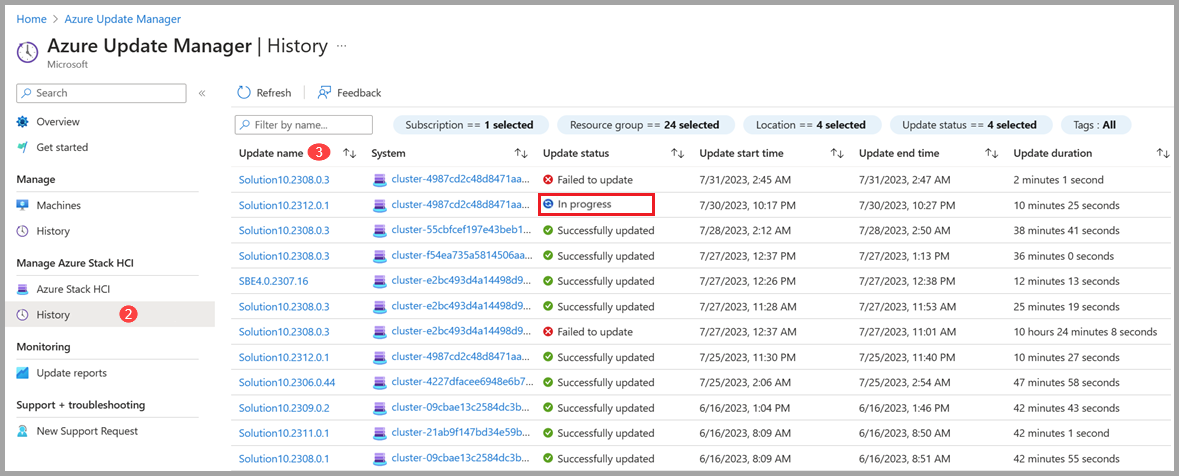 Home > Azure Update Manager
Azure Update Manager | History ...
Microsoft
Search «
Overview
Get started
Manage
Machines
History
Manage Azure Stack HCI
Azure Stack HCI
History 2
Monitoring
Update reports
Support + troubleshooting
New Support Request
Refresh Feedback
Filter by name... Subscription == 1 selected Resource group == 24 selected Location == 4 selected Update status == 4 selected Tags : All
Update name 3 System Update status Update start time Update end time Update duration
Solution10.2308.0.3 cluster-4987cd2c48d8471aa... Failed to update 7/31/2023, 2:45 AM 7/31/2023, 2:47 AM 2 minutes 1 second
Solution10.2312.0.1 cluster-4987cd2c48d8471aa... In progress 7/30/2023, 10:17 PM 7/30/2023, 10:27 PM 10 minutes 25 seconds
Solution10.2308.0.3 cluster-55cbfcef197e43beb1... Successfully updated 7/28/2023, 2:12 AM 7/28/2023, 2:50 AM 38 minutes 41 seconds
Solution10.2308.0.3 cluster-f54ea735a5814506aa... Successfully updated 7/27/2023, 12:37 PM 7/27/2023, 1:13 PM 36 minutes 0 seconds
SBE4.0.2307.16 cluster-e2bc493d4a14498d9... Successfully updated 7/27/2023, 12:26 PM 7/27/2023, 12:38 PM 12 minutes 13 seconds
Solution10.2308.0.3 cluster-e2bc493d4a14498d9... Successfully updated 7/27/2023, 11:28 AM 7/27/2023, 11:53 AM 25 minutes 19 seconds
Solution10.2308.0.3 cluster-e2bc493d4a14498d9... Failed to update 7/27/2023, 12:37 AM 7/27/2023, 11:01 AM 10 hours 24 minutes 8 seconds
Solution10.2312.0.1 cluster-4987cd2c48d8471aa... Successfully updated 7/25/2023, 11:30 PM 7/25/2023, 11:40 PM 10 minutes 27 seconds
Solution10.2306.0.44 cluster-4227dfacee6948e6b7... Successfully updated 7/25/2023, 2:06 AM 7/25/2023, 2:54 AM 47 minutes 58 seconds
Solution10.2309.0.2 cluster-09cbae13c2584dc3b... Successfully updated 6/16/2023, 1:04 PM 6/16/2023, 1:46 PM 42 minutes 43 seconds
Solution10.2311.0.1 cluster-21ab9f147bd34e59b... Successfully updated 6/16/2023, 8:09 AM 6/16/2023, 8:50 AM 42 minutes 1 second
Solution10.2308.0.1 cluster-09cbae13c2584dc3b... Successfully updated 6/16/2023, 8:09 AM 6/16/2023, 8:51 AM 42 minutes 55 seconds